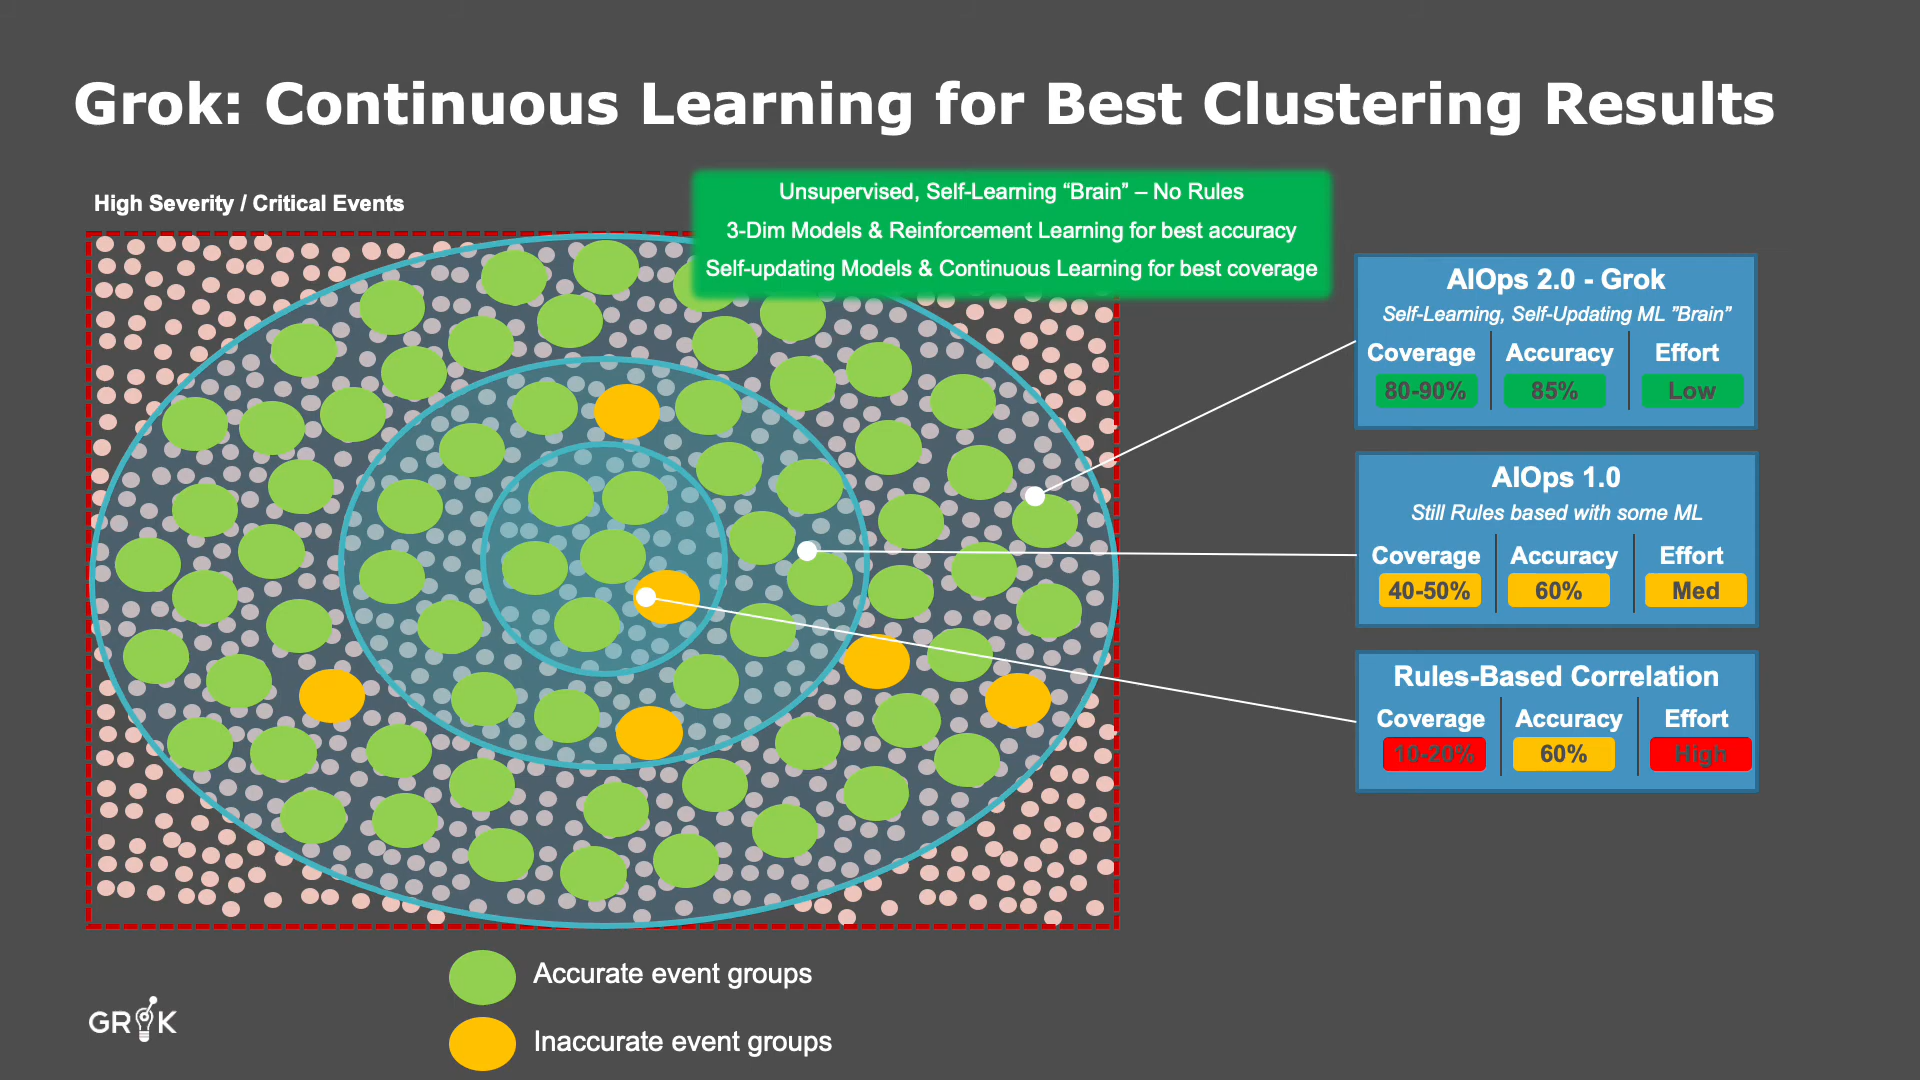 Grok: Continuous Learning for Best Clustering Results
High Severity / Critical Events
Unsupervised, Self-Learning “Brain” – No Rules
3-Dim Models & Reinforcement Learning for best accuracy
Self-updating Models & Continuous Learning for best coverage
AIOps 2.0 - Grok
Self-Learning, Self-Updating ML ”Brain”
Coverage Accuracy Effort
80-90% 85% Low
AIOps 1.0
Still Rules based with some ML
Coverage Accuracy Effort
40-50% 60% Med
Rules-Based Correlation
Coverage Accuracy Effort
10-20% 60% High
Accurate event groups
Inaccurate event groups
GROK